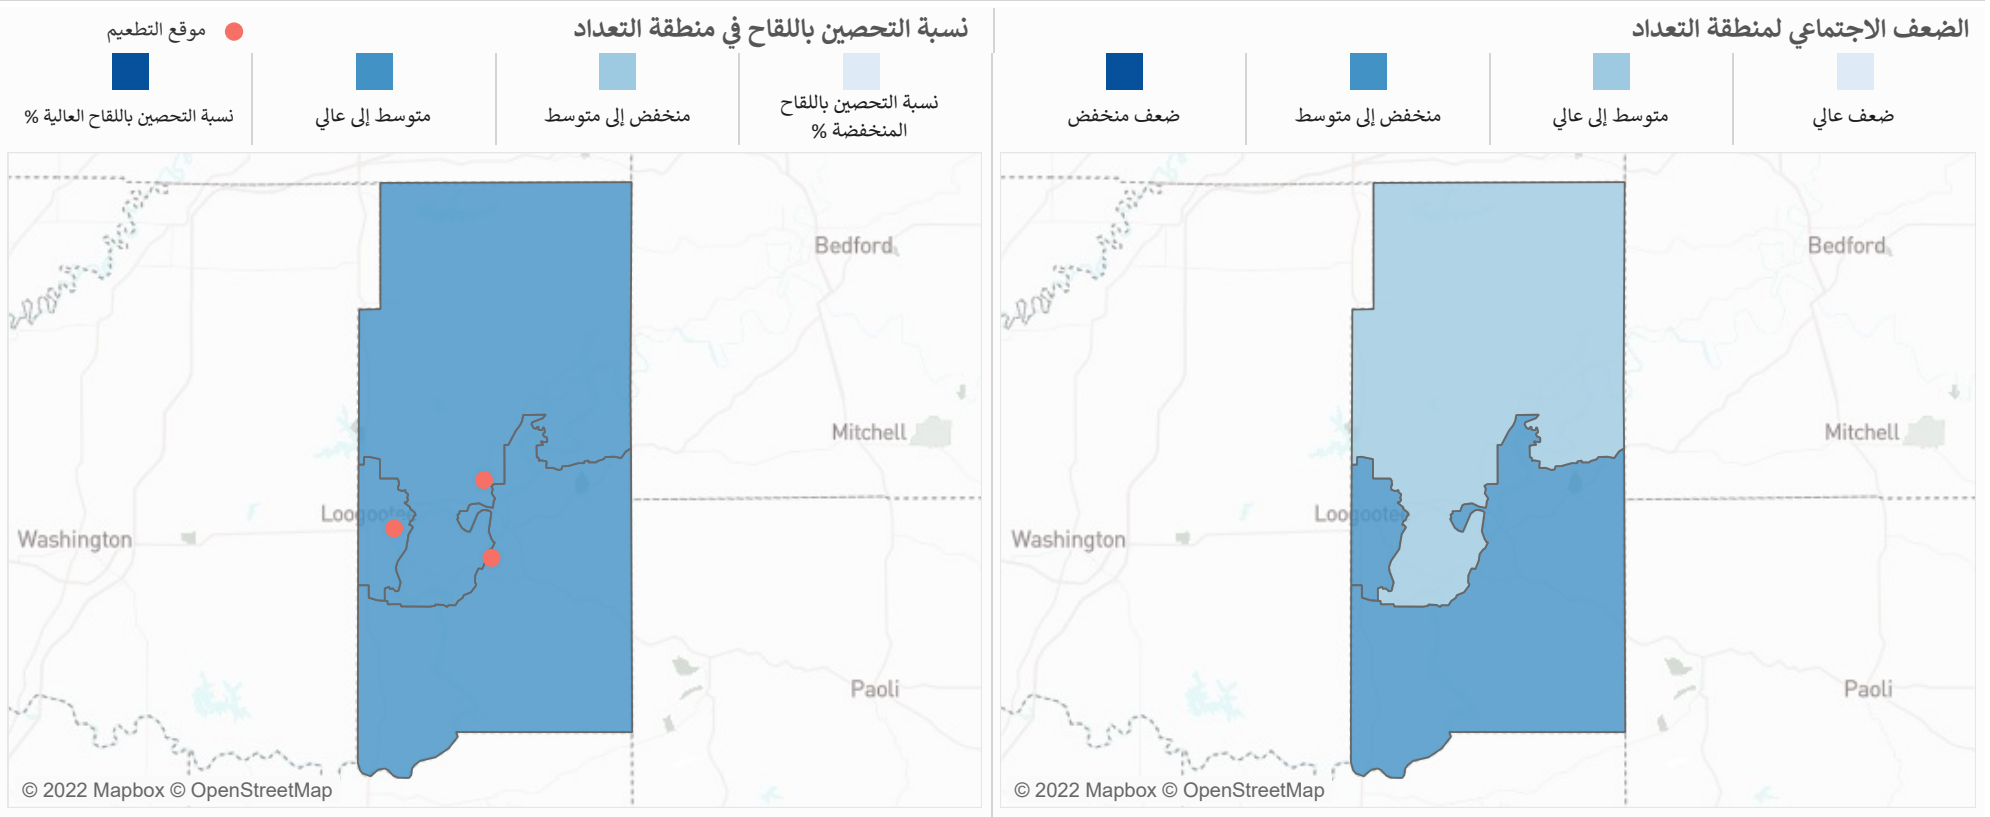 الضعف الاجتماعي لمنطقة التعداد
ضعف عالي
متوسط إلى عالي
منخفض إلى متوسط
ضعف منخفض
Bedford
Mitchell
Loogootee
Washington
Paoli
© 2022 Mapbox © OpenStreetMap
نسبة التحصين باللقاح في منطقة التعداد
موقع التطعيم
نسبة التحصين باللقاح
المنخفضة %
منخفض إلى متوسط
متوسط إلى عالي
نسبة التحصين باللقاح العالية %
Bedford
Mitchell
Loogootee
Washington
Paoli
© 2022 Mapbox © OpenStreetMap